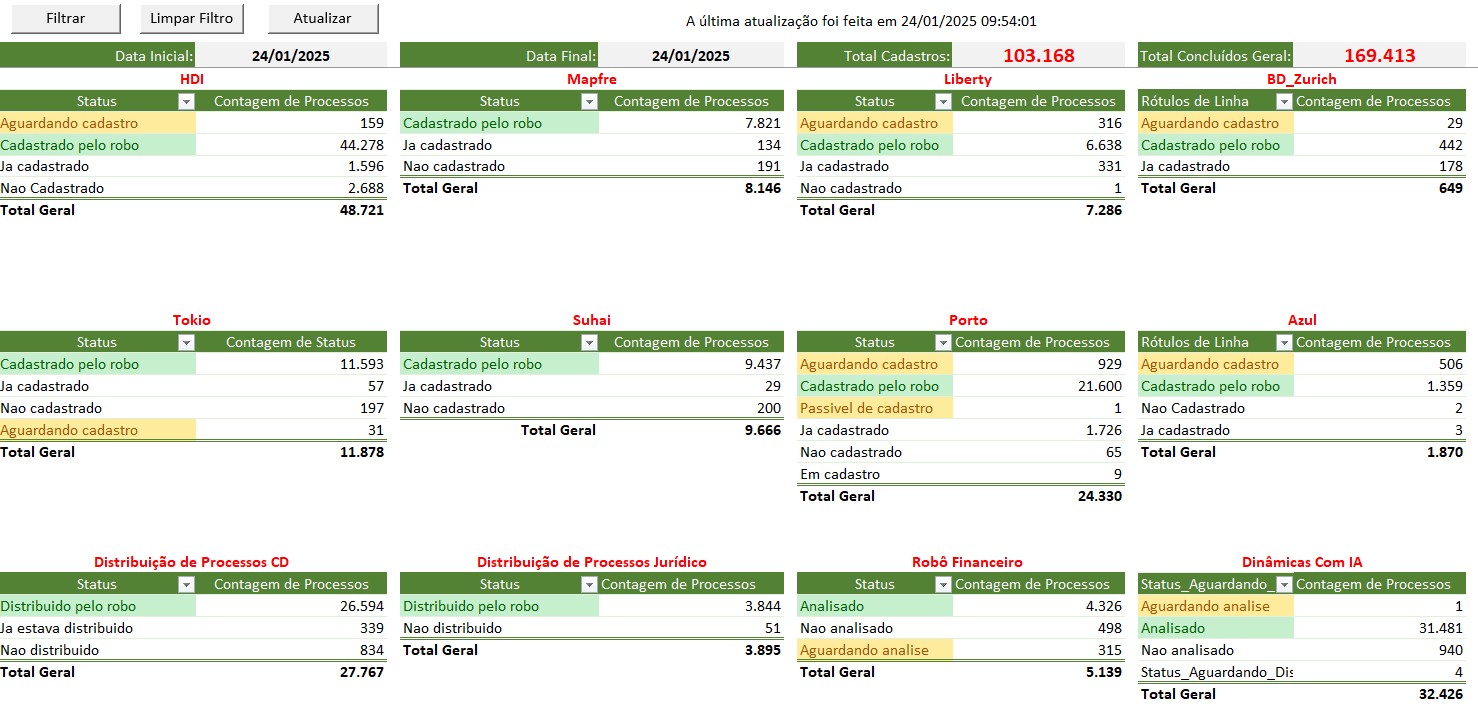 Filtrar Limpar Filtro Atualizar A última atualização foi feita em 24/01/2025 09:54:01
Data Inicial: 24/01/2025 Data Final: 24/01/2025 Total Cadastros: 103.168 Total Concluídos Geral: 169.413
HDI
Status Contagem de Processos
Aguardando cadastro 159
Cadastrado pelo robo 44.278
Ja cadastrado 1.596
Nao Cadastrado 2.688
Total Geral 48.721
Mapfre
Status Contagem de Processos
Cadastrado pelo robo 7.821
Ja cadastrado 134
Nao cadastrado 191
Total Geral 8.146
Liberty
Status Contagem de Processos
Aguardando cadastro 316
Cadastrado pelo robo 6.638
Ja cadastrado 331
Nao cadastrado 1
Total Geral 7.286
BD_Zurich
Rótulos de Linha Contagem de Processos
Aguardando cadastro 29
Cadastrado pelo robo 442
Ja cadastrado 178
Total Geral 649
Tokio
Status Contagem de Status
Cadastrado pelo robo 11.593
Ja cadastrado 57
Nao cadastrado 197
Aguardando cadastro 31
Total Geral 11.878
Suhai
Status Contagem de Processos
Cadastrado pelo robo 9.437
Ja cadastrado 29
Nao cadastrado 200
Total Geral 9.666
Porto
Status Contagem de Processos
Aguardando cadastro 929
Cadastrado pelo robo 21.600
Passivel de cadastro 1
Ja cadastrado 1.726
Nao cadastrado 65
Em cadastro 9
Total Geral 24.330
Azul
Rótulos de Linha Contagem de Processos
Aguardando cadastro 506
Cadastrado pelo robo 1.359
Nao Cadastrado 2
Ja cadastrado 3
Total Geral 1.870
Distribuição de Processos CD
Status Contagem de Processos
Distribuido pelo robo 26.594
Ja estava distribuido 339
Nao distribuido 834
Total Geral 27.767
Distribuição de Processos Jurídico
Status Contagem de Processos
Distribuido pelo robo 3.844
Nao distribuido 51
Total Geral 3.895
Robô Financeiro
Status Contagem de Processos
Analisado 4.326
Nao analisado 498
Aguardando analise 315
Total Geral 5.139
Dinâmicas Com IA
Status_Aguardando_ Contagem de Processos
Aguardando analise 1
Analisado 31.481
Nao analisado 940
Status_Aguardando_Dis 4
Total Geral 32.426